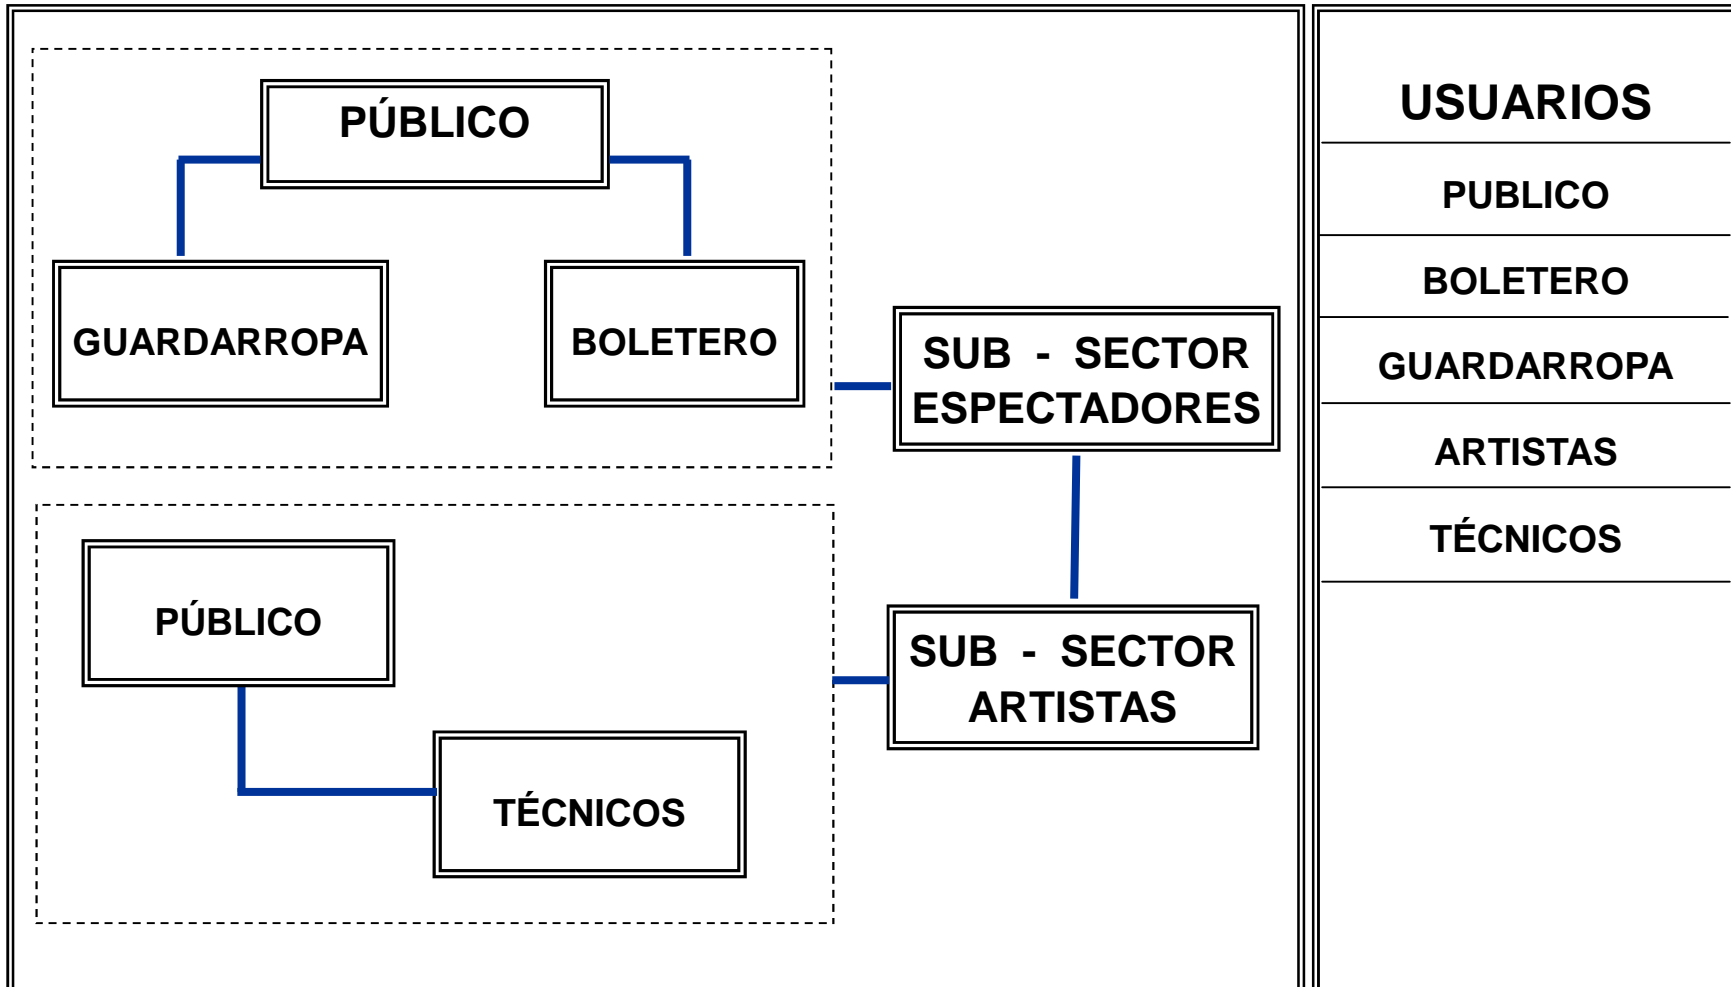 PÚBLICO
GUARDARROPA
BOLETERO
SUB - SECTOR
ESPECTADORES
PÚBLICO
TÉCNICOS
SUB - SECTOR
ARTISTAS
USUARIOS
PUBLICO
BOLETERO
GUARDARROPA
ARTISTAS
TÉCNICOS